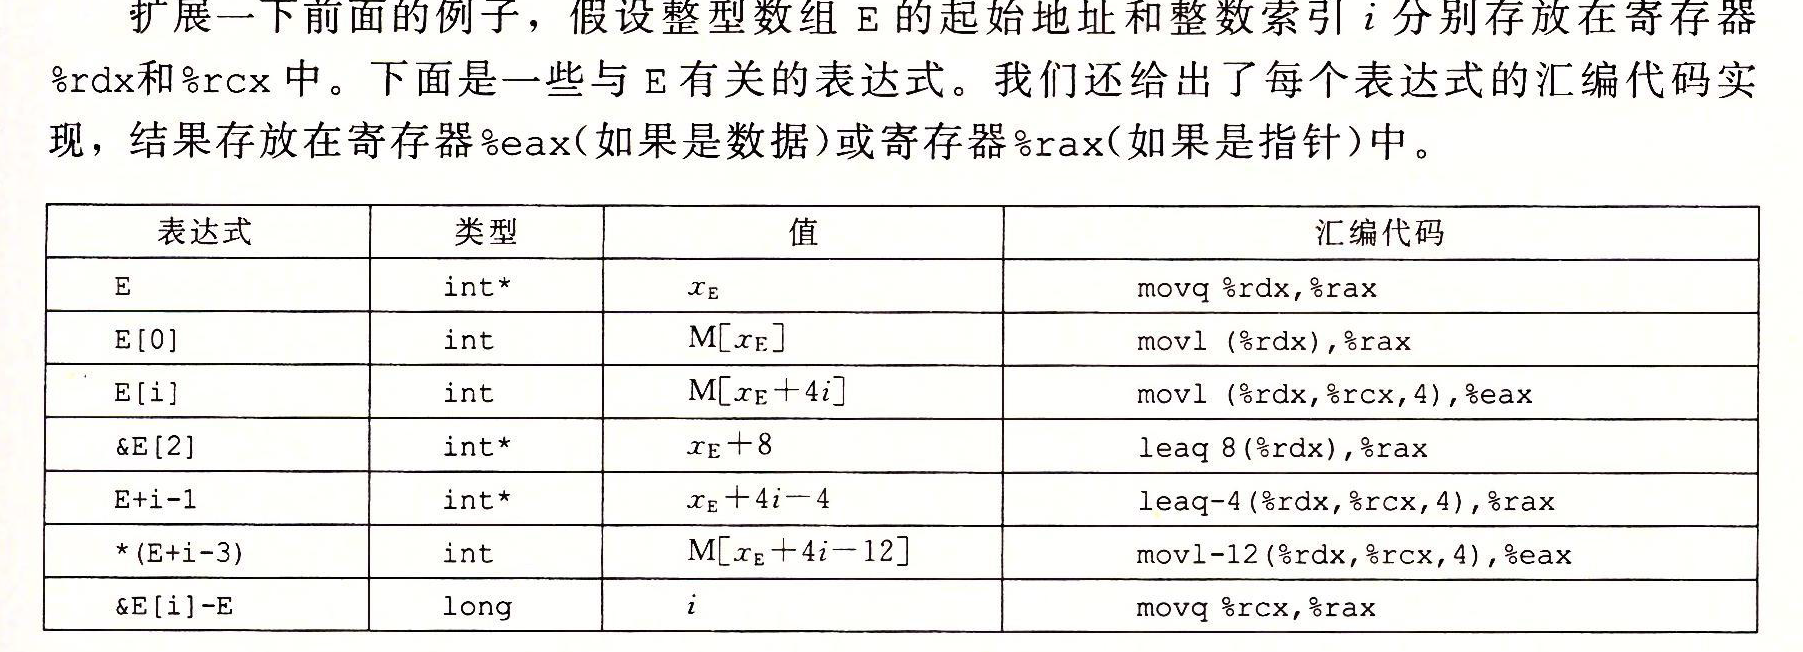 扩展一下前面的例子，假设整型数组 E 的起始地址和整数索引 i 分别存放在寄存器
%rdx和%rcx 中。下面是一些与 E 有关的表达式。我们还给出了每个表达式的汇编代码实
现，结果存放在寄存器%eax(如果是数据)或寄存器%rax(如果是指针)中。
表达式 类型 值 汇编代码
E int* xE movq %rdx,%rax
E[0] int M[xE] movl (%rdx),%rax
E[i] int M[xE+4i] movl (%rdx,%rcx,4),%eax
&E[2] int* xE+8 leaq 8(%rdx),%rax
E+i-1 int* xE+4i-4 leaq-4(%rdx,%rcx,4),%rax
*(E+i-3) int M[xE+4i-12] movl-12(%rdx,%rcx,4),%eax
&E[i]-E long i movq %rcx,%rax